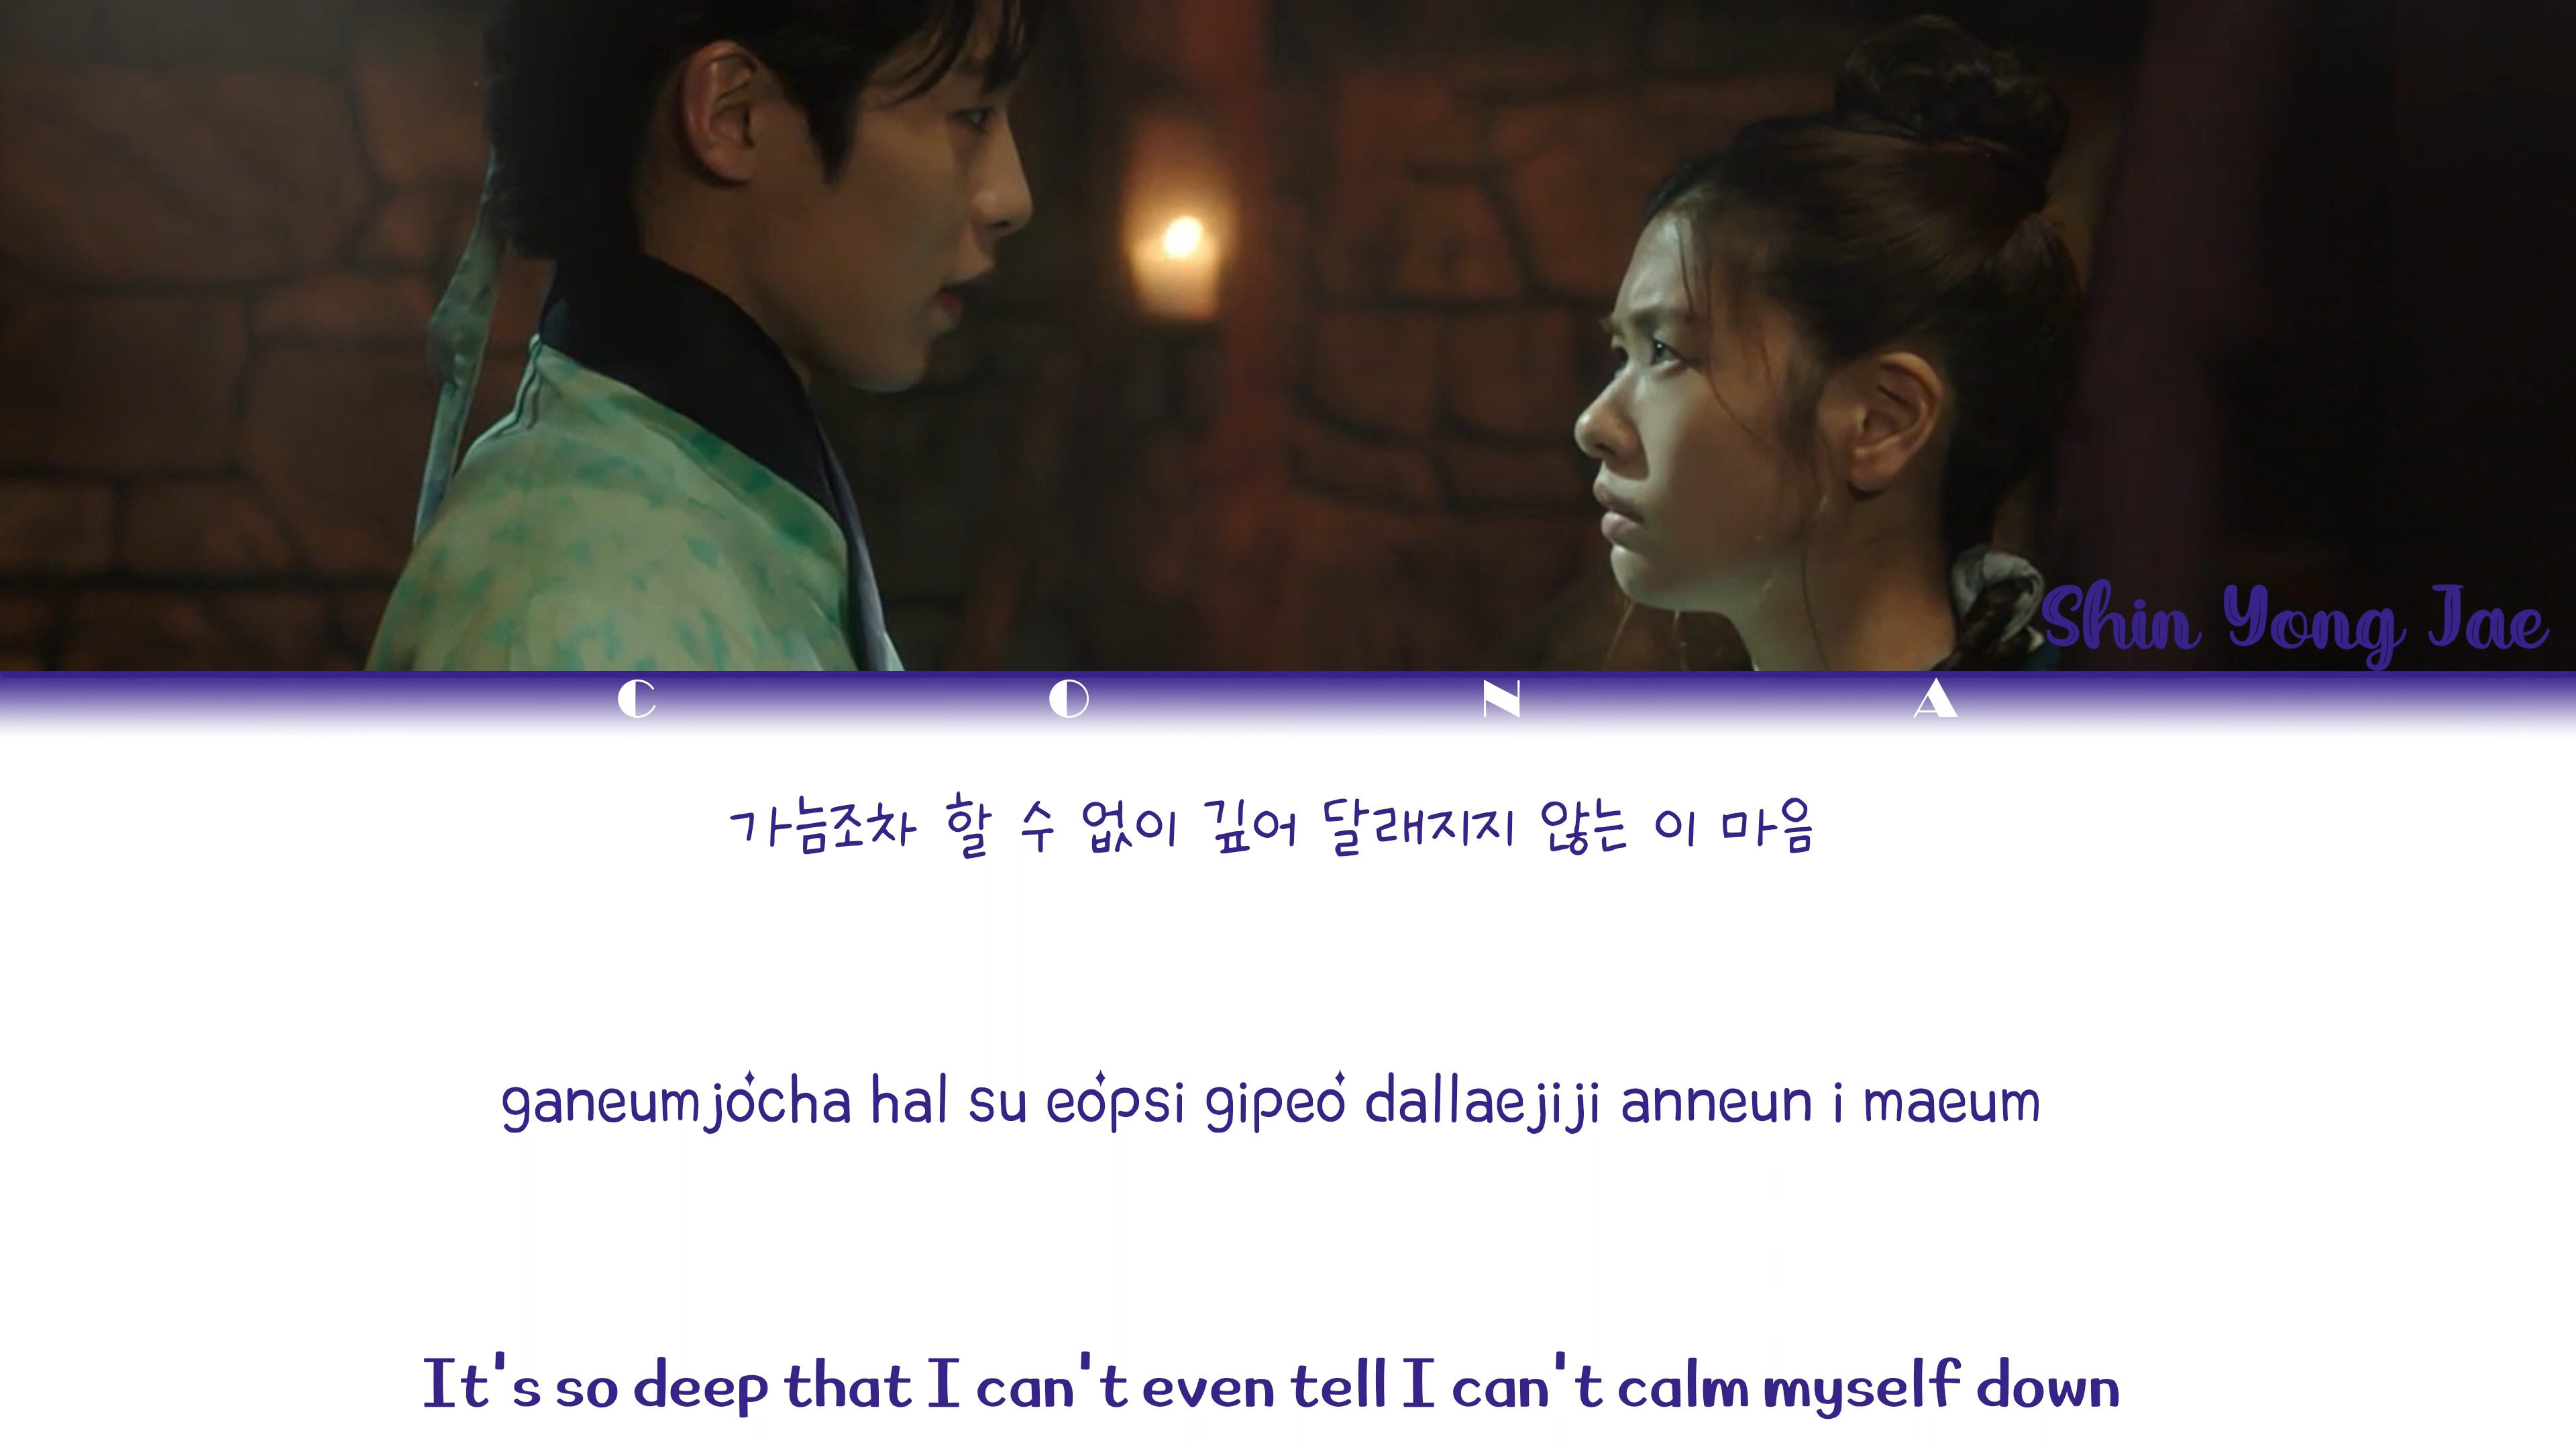 Shin Yong Jae
C O N A
가늠조차 할 수 없이 깊어 달래지지 않는 이 마음
ganeumjocha hal su eopsi gipeo dallaejiji anneun i maeum
It's so deep that I can't even tell I can't calm myself down